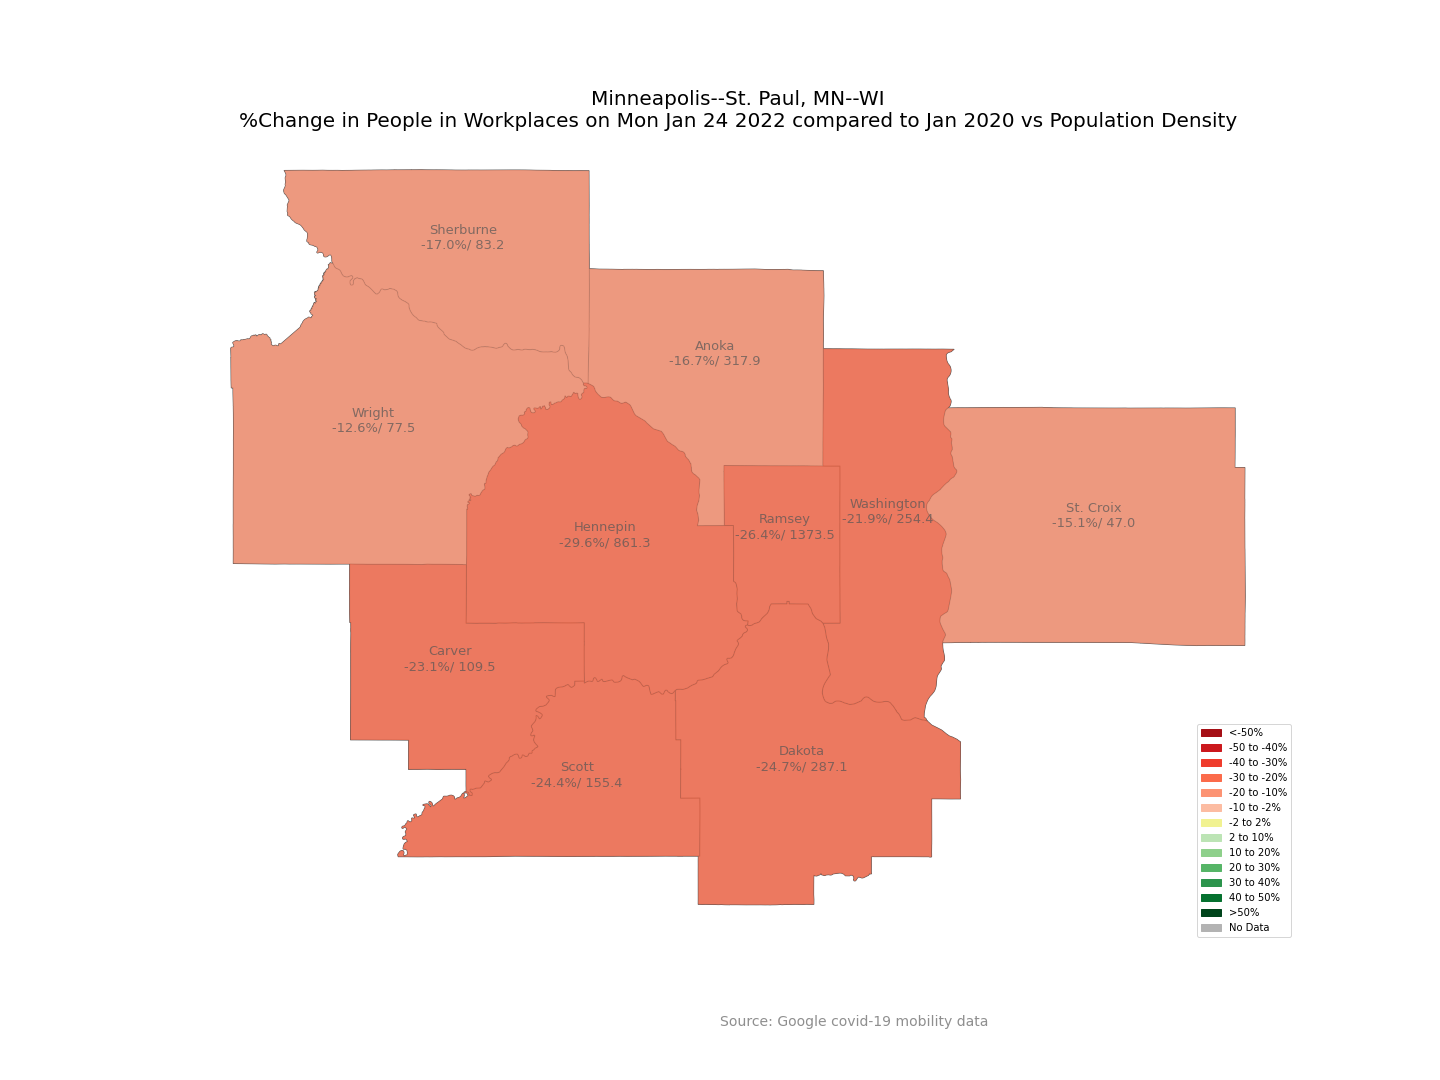 Minneapolis--St. Paul, MN--WI
%Change in People in Workplaces on Mon Jan 24 2022 compared to Jan 2020 vs Population Density
Sherburne
-17.0%/ 83.2
Anoka
-16.7%/ 317.9
Wright
-12.6%/ 77.5
Washington
-21.9%/ 254.4
St. Croix
-15.1%/ 47.0
Ramsey
-26.4%/ 1373.5
Hennepin
-29.6%/ 861.3
Carver
-23.1%/ 109.5
Dakota
-24.7%/ 287.1
Scott
-24.4%/ 155.4
<-50%
-50 to -40%
-40 to -30%
-30 to -20%
-20 to -10%
-10 to -2%
-2 to 2%
2 to 10%
10 to 20%
20 to 30%
30 to 40%
40 to 50%
>50%
No Data
Source: Google covid-19 mobility data